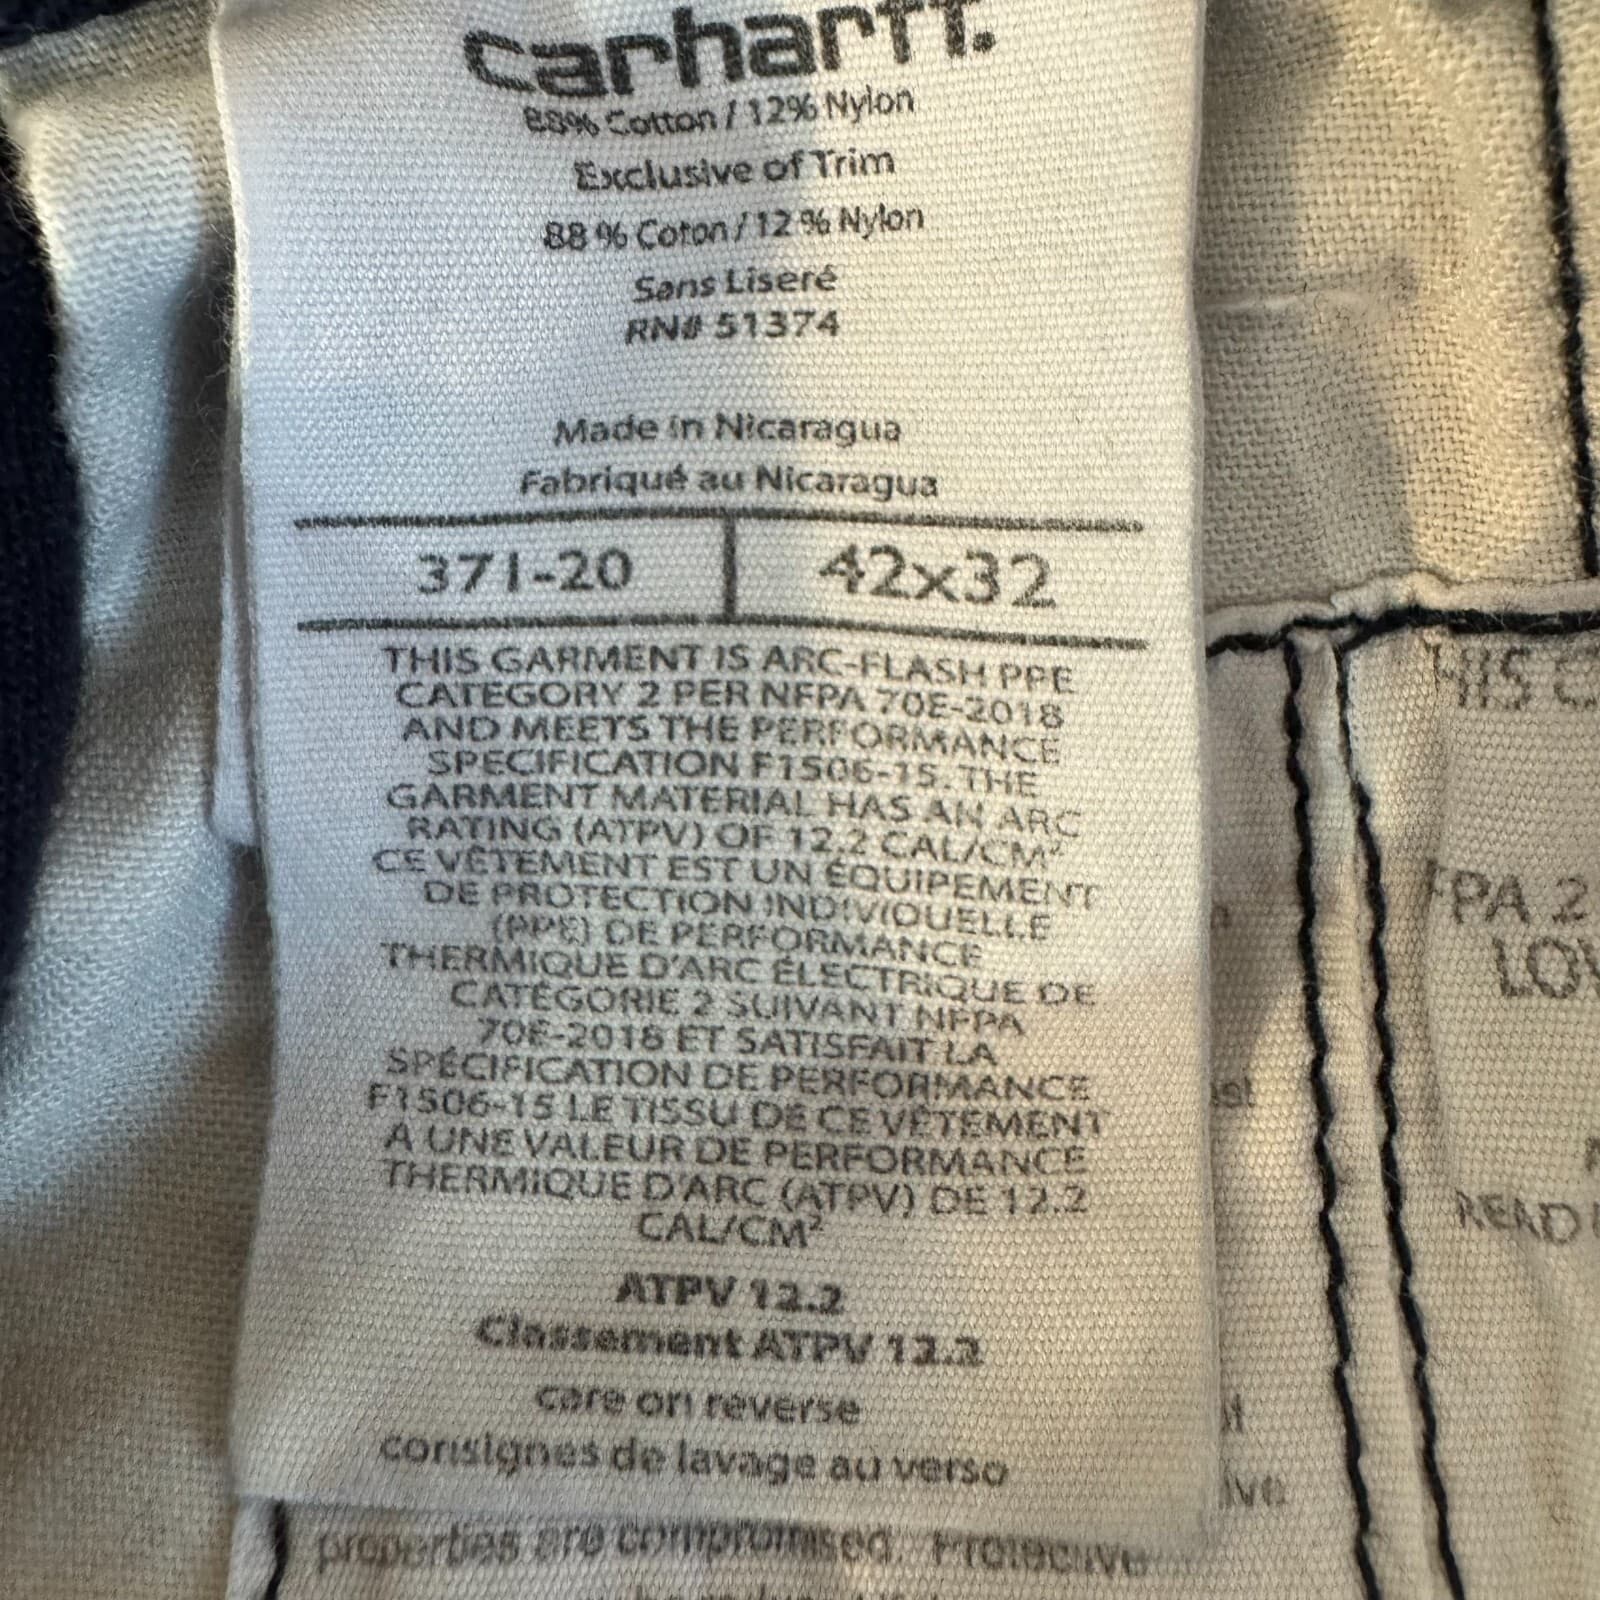 carhartt.
88% Cotton / 12% Nylon
Exclusive of Trim
88 % Coton / 12 % Nylon
Sans Liseré
RN# 51374
Made in Nicaragua
Fabriqué au Nicaragua
371-20 42x32
THIS GARMENT IS ARC-FLASH PPE
CATEGORY 2 PER NFPA 70E-2018
AND MEETS THE PERFORMANCE
SPECIFICATION F1506-15. THE
GARMENT MATERIAL HAS AN ARC
RATING (ATPV) OF 12.2 CAL/CM²
CE VÊTEMENT EST UN ÉQUIPEMENT
DE PROTECTION INDIVIDUELLE
(PPE) DE PERFORMANCE
THERMIQUE D'ARC ÉLECTRIQUE DE
CATÉGORIE 2 SUIVANT NFPA
70E-2018 ET SATISFAIT LA
SPÉCIFICATION DE PERFORMANCE
F1506-15 LE TISSU DE CE VÊTEMENT
A UNE VALEUR DE PERFORMANCE
THERMIQUE D'ARC (ATPV) DE 12.2
CAL/CM²
ATPV 12.2
Classement ATPV 12.2
care on reverse
consignes de lavage au verso
properties are compromised. Protective
HIS
FPA 2
LOV
READ